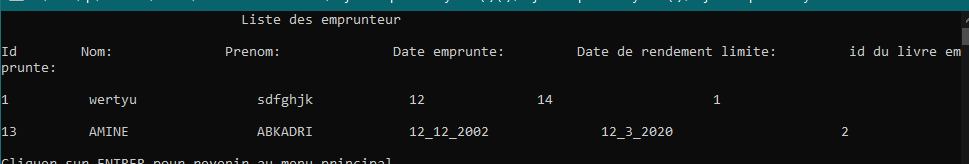 Liste des emprunteur
Id Nom: Prenom: Date emprunte: Date de rendement limite: id du livre em
prunte:
1 wertyu sdfghjk 12 14 1
13 AMINE ABKADRI 12_12_2002 12_3_2020 2
Cliquer sur ENTRER pour revenir au menu principal